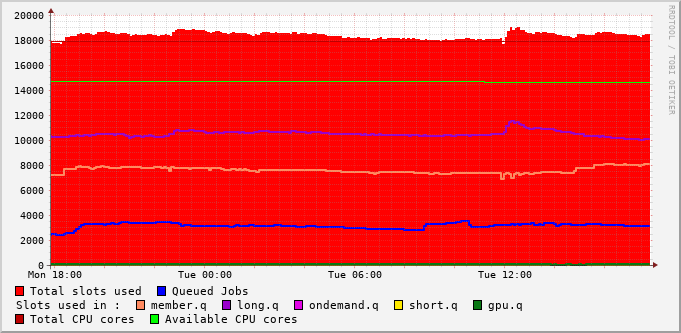 20000
18000
16000
14000
12000
10000
8000
6000
4000
2000
0
Mon 18:00 Tue 00:00 Tue 06:00 Tue 12:00
RRDTOOL / TOBI OETIKER
Total slots used Queued Jobs
Slots used in : member.q long.q ondemand.q short.q gpu.q
Total CPU cores Available CPU cores